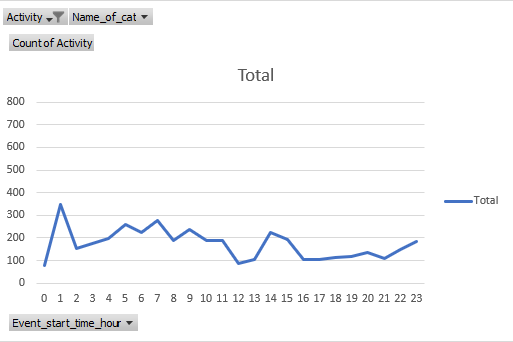 Activity Name_of_cat
Count of Activity
Total
800
700
600
500
400
300
200
100
0
Total
0 1 2 3 4 5 6 7 8 9 10 11 12 13 14 15 16 17 18 19 20 21 22 23
Event_start_time_hour